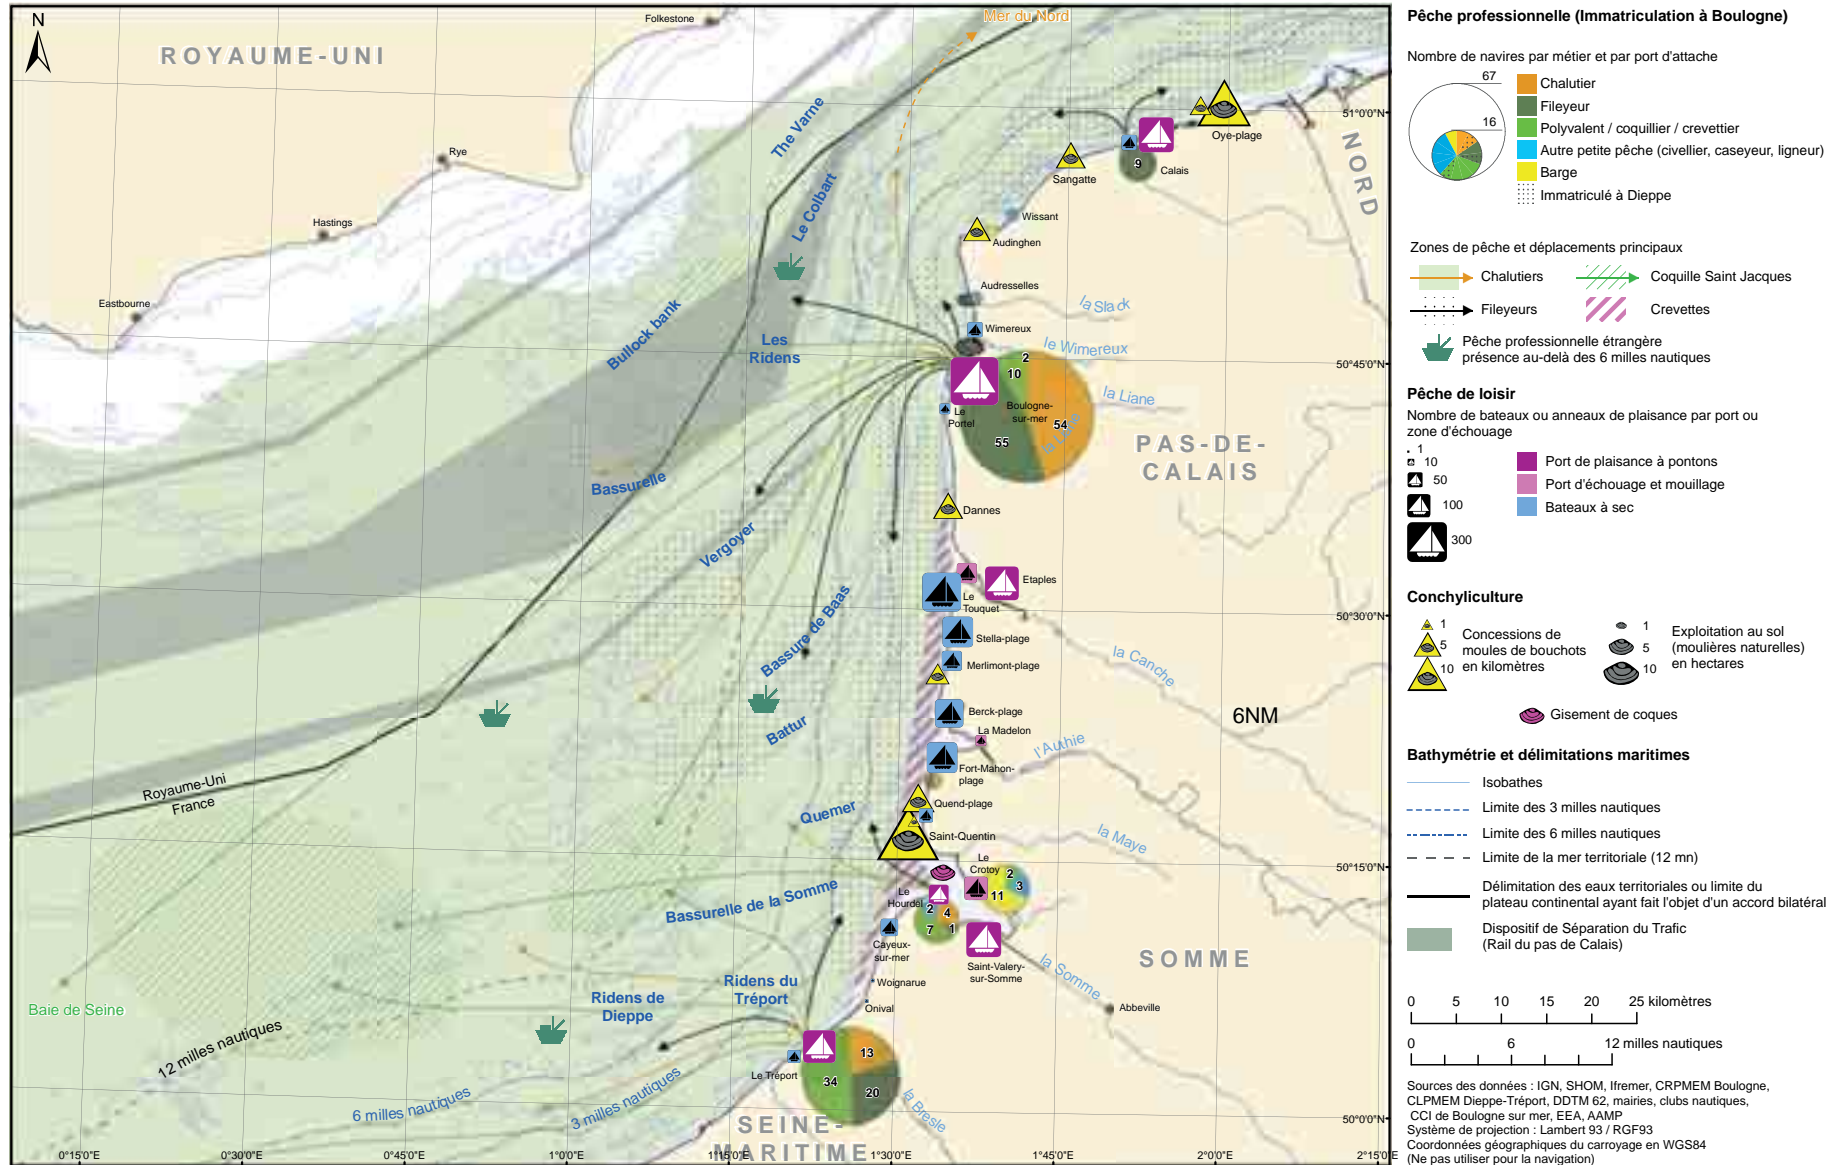 N
ROYAUME-UNI
Folkestone
Mer du Nord
The Varne
Rye
Le Colbart
Hastings
Eastbourne
Bullock bank
Les
Ridens
Bassurelle
Vergoyer
Bassure de Baas
Battur
Quemer
Royaume-Uni
France
Bassurelle de la Somme
Ridens du
Tréport
Ridens de
Dieppe
Baie de Seine
12 milles nautiques
6 milles nautiques
3 milles nautiques
Oye-plage
Calais
9
Sangatte
NORD
Wissant
Audinghen
Audresselles
la Slack
Wimereux
le Wimereux
2
10
Boulogne-
sur-mer
54
55
la Liane
la Liane
Le
Portel
PAS-DE-
CALAIS
Dannes
Etaples
Le
Touquet
Stella-plage
Merlimont-plage
la Canche
Berck-plage
6NM
La Madelon
l'Authie
Fort-Mahon-
plage
Quend-plage
Saint-Quentin
la Maye
Le
Crotoy
2
3
11
Le
Hourdel
2
4
7
1
Cayeux-
sur-mer
Saint-Valery-
sur-Somme
SOMME
la Somme
Abbeville
Woignarue
Onival
Le Tréport
13
34
20
la Bresle
SEINE-
MARITIME
51°0'0"N
50°45'0"N
50°30'0"N
50°15'0"N
50°0'0"N
0°15'0"E
0°30'0"E
0°45'0"E
1°0'0"E
1°15'0"E
1°30'0"E
1°45'0"E
2°0'0"E
2°15'0"E
Pêche professionnelle (Immatriculation à Boulogne)
Nombre de navires par métier et par port d'attache
67
16
Chalutier
Fileyeur
Polyvalent / coquillier / crevettier
Autre petite pêche (civellier, caseyeur, ligneur)
Barge
Immatriculé à Dieppe
Zones de pêche et déplacements principaux
Chalutiers
Coquille Saint Jacques
Fileyeurs
Crevettes
Pêche professionnelle étrangère
présence au-delà des 6 milles nautiques
Pêche de loisir
Nombre de bateaux ou anneaux de plaisance par port ou
zone d'échouage
1
10
50
100
300
Port de plaisance à pontons
Port d'échouage et mouillage
Bateaux à sec
Conchyliculture
1
5
10
Concessions de
moules de bouchots
en kilomètres
1
5
10
Exploitation au sol
(moulières naturelles)
en hectares
Gisement de coques
Bathymétrie et délimitations maritimes
Isobathes
Limite des 3 milles nautiques
Limite des 6 milles nautiques
Limite de la mer territoriale (12 mn)
Délimitation des eaux territoriales ou limite du
plateau continental ayant fait l'objet d'un accord bilatéral
Dispositif de Séparation du Trafic
(Rail du pas de Calais)
0 5 10 15 20 25 kilomètres
0 6 12 milles nautiques
Sources des données : IGN, SHOM, Ifremer, CRPMEM Boulogne,
CLPMEM Dieppe-Tréport, DDTM 62, mairies, clubs nautiques,
CCI de Boulogne sur mer, EEA, AAMP
Système de projection : Lambert 93 / RGF93
Coordonnées géographiques du carroyage en WGS84
(Ne pas utiliser pour la navigation)